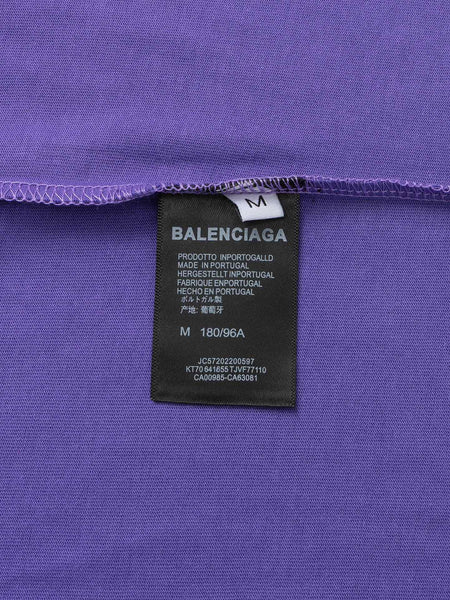 M
BALENCIAGA
PRODOTTO INPORTOGALLD
MADE IN PORTUGAL
HERGESTELLT INPORTUGAL
FABRIQUE ENPORTUGAL
HECHO EN PORTUGAL
ポルトガル製
产地: 葡萄牙
M 180/96A
JC57202200597
KT70 641855 TJVF77110
CA00985-CA63081